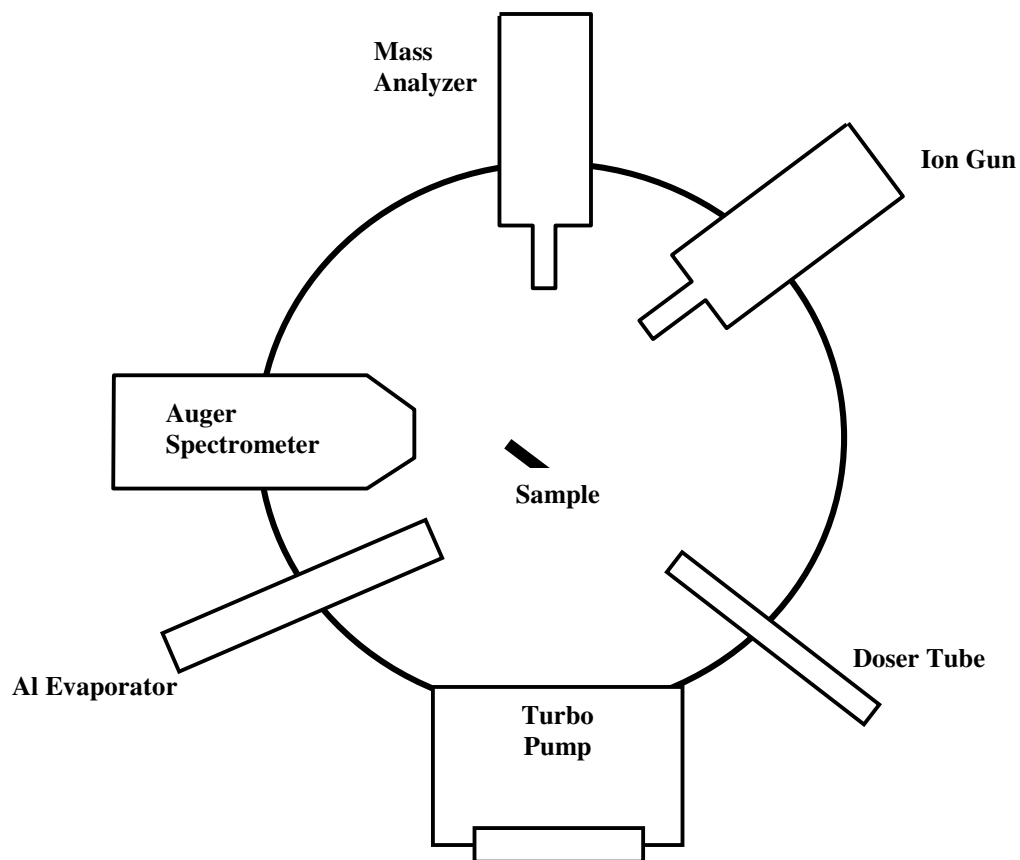 Mass
Analyzer
Ion Gun
Auger
Spectrometer
Sample
Doser Tube
Al Evaporator
Turbo
Pump